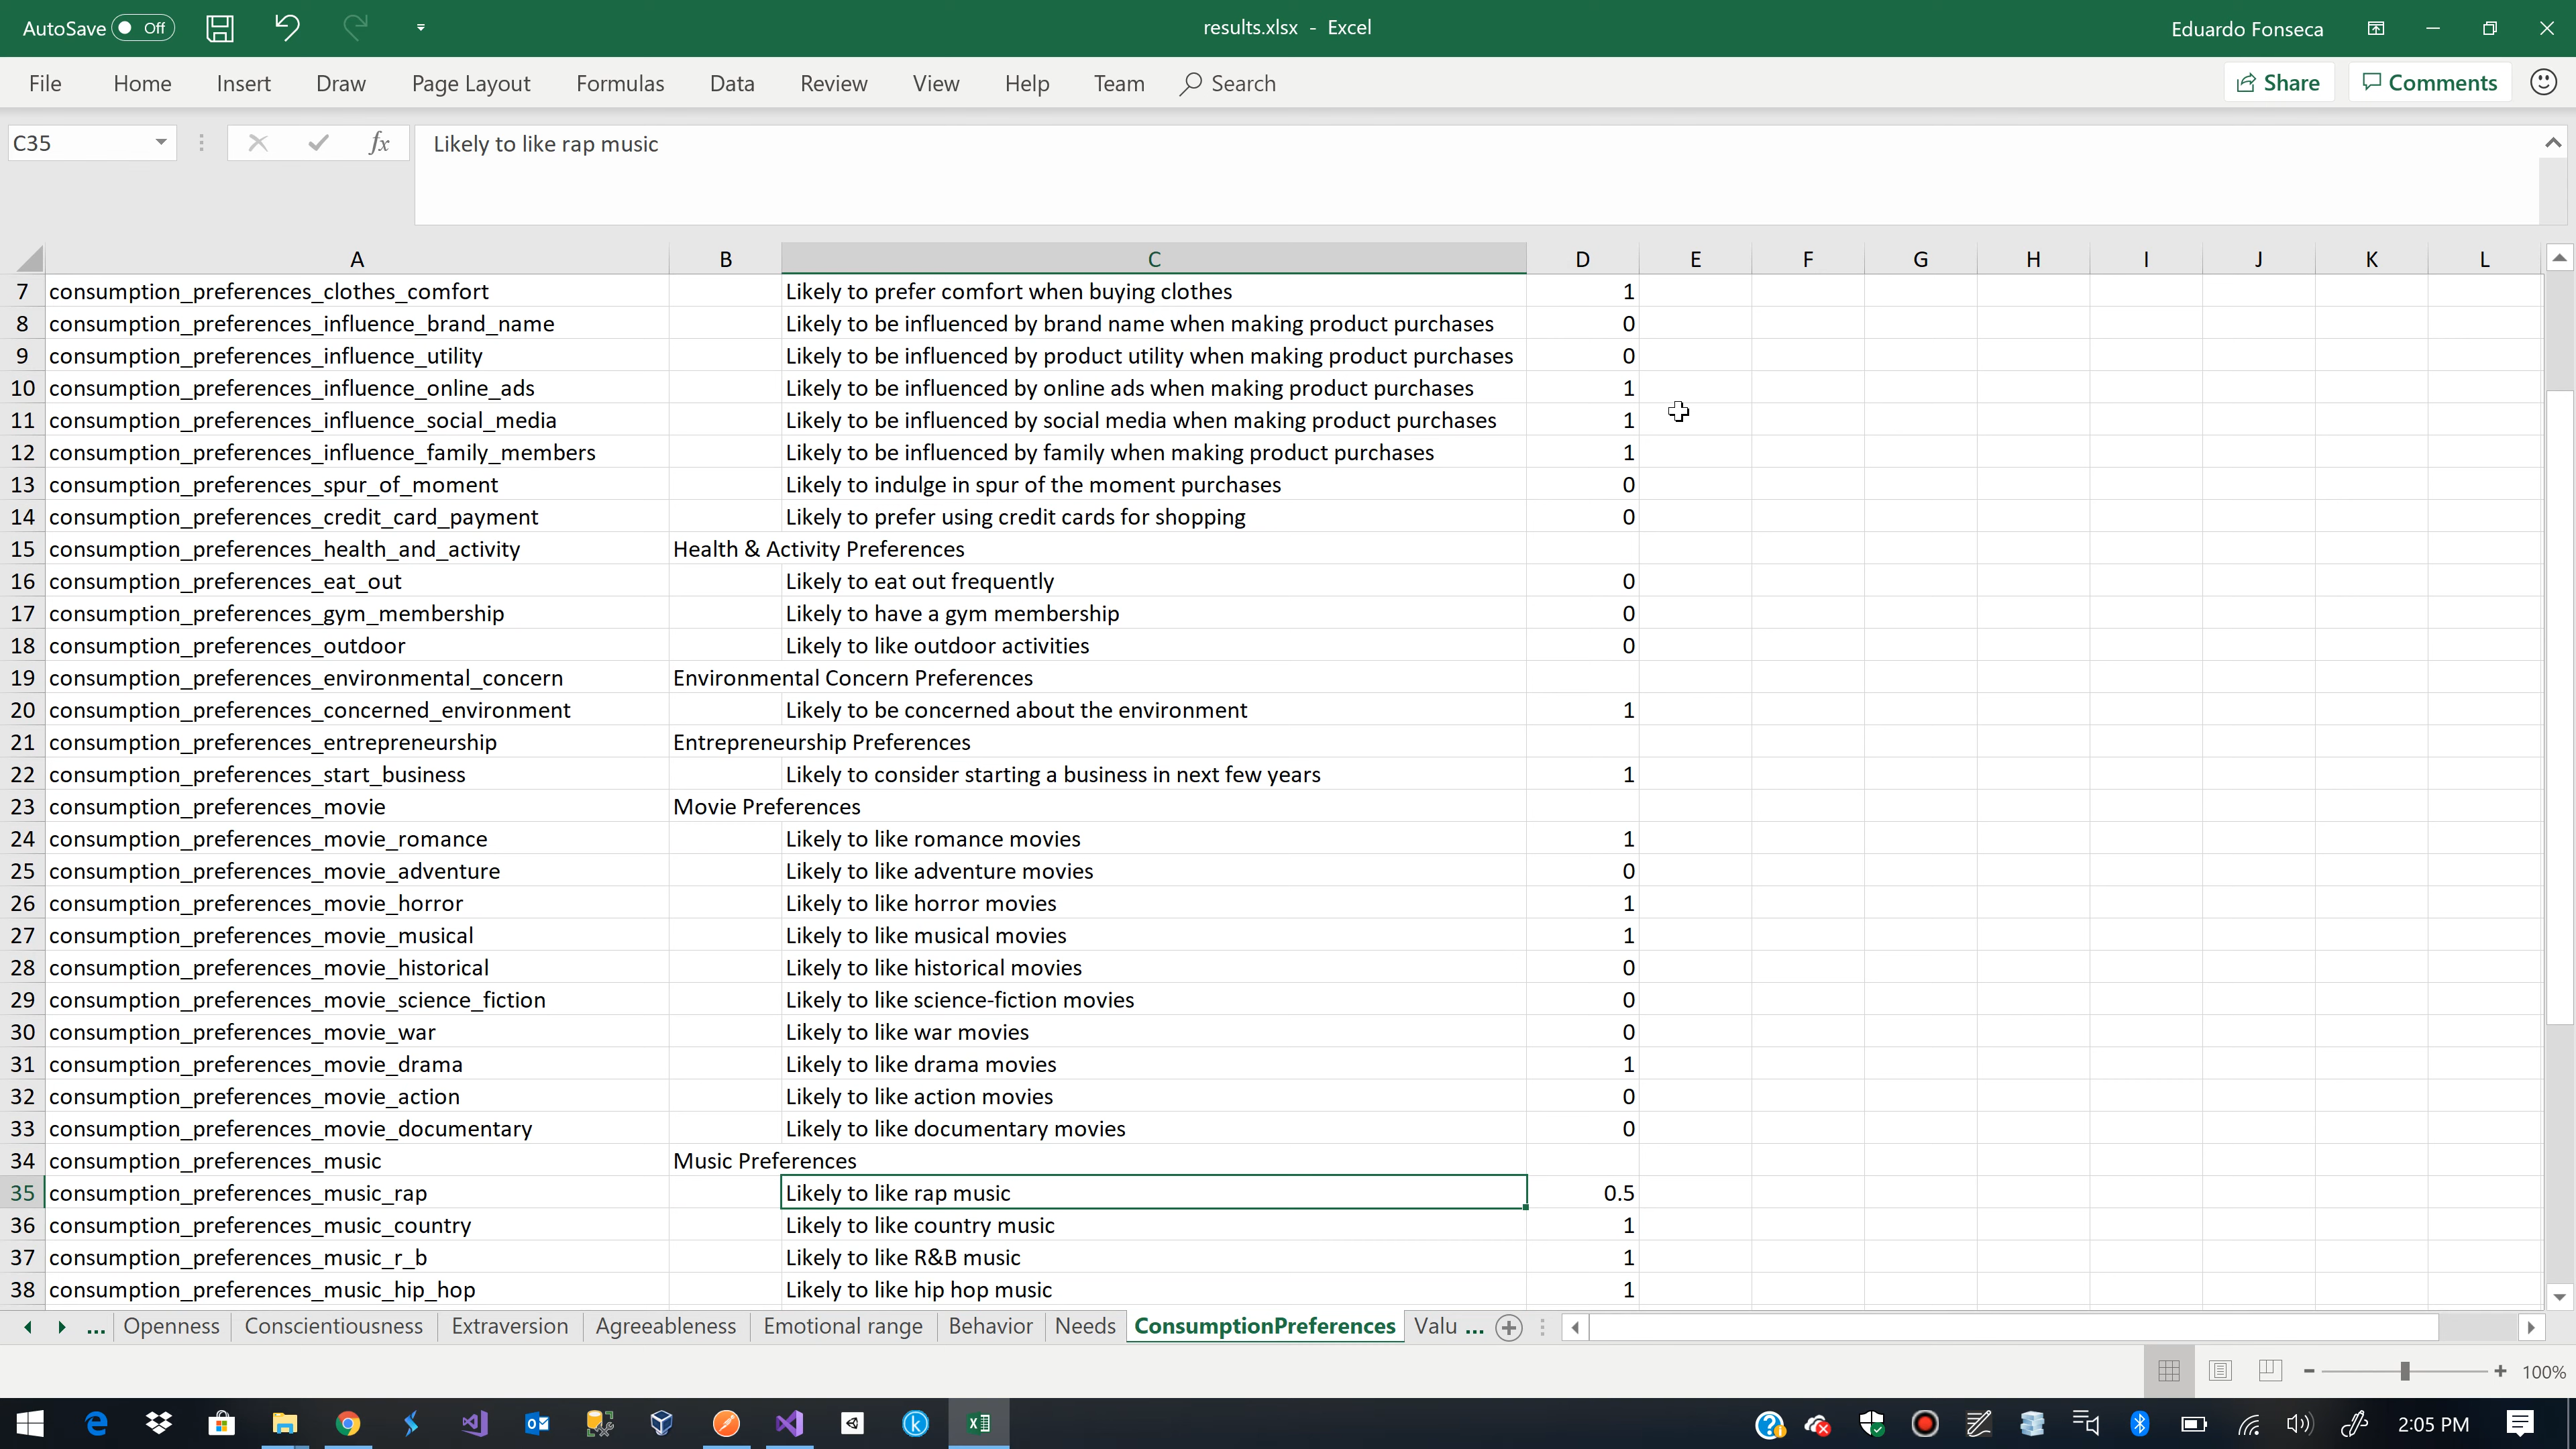 AutoSave Off results.xlsx - Excel Eduardo Fonseca
File Home Insert Draw Page Layout Formulas Data Review View Help Team Search Share Comments
C35 fx Likely to like rap music
A B C D E F G H I J K L
7 consumption_preferences_clothes_comfort Likely to prefer comfort when buying clothes 1
8 consumption_preferences_influence_brand_name Likely to be influenced by brand name when making product purchases 0
9 consumption_preferences_influence_utility Likely to be influenced by product utility when making product purchases 0
10 consumption_preferences_influence_online_ads Likely to be influenced by online ads when making product purchases 1
11 consumption_preferences_influence_social_media Likely to be influenced by social media when making product purchases 1
12 consumption_preferences_influence_family_members Likely to be influenced by family when making product purchases 1
13 consumption_preferences_spur_of_moment Likely to indulge in spur of the moment purchases 0
14 consumption_preferences_credit_card_payment Likely to prefer using credit cards for shopping 0
15 consumption_preferences_health_and_activity Health & Activity Preferences
16 consumption_preferences_eat_out Likely to eat out frequently 0
17 consumption_preferences_gym_membership Likely to have a gym membership 0
18 consumption_preferences_outdoor Likely to like outdoor activities 0
19 consumption_preferences_environmental_concern Environmental Concern Preferences
20 consumption_preferences_concerned_environment Likely to be concerned about the environment 1
21 consumption_preferences_entrepreneurship Entrepreneurship Preferences
22 consumption_preferences_start_business Likely to consider starting a business in next few years 1
23 consumption_preferences_movie Movie Preferences
24 consumption_preferences_movie_romance Likely to like romance movies 1
25 consumption_preferences_movie_adventure Likely to like adventure movies 0
26 consumption_preferences_movie_horror Likely to like horror movies 1
27 consumption_preferences_movie_musical Likely to like musical movies 1
28 consumption_preferences_movie_historical Likely to like historical movies 0
29 consumption_preferences_movie_science_fiction Likely to like science-fiction movies 0
30 consumption_preferences_movie_war Likely to like war movies 0
31 consumption_preferences_movie_drama Likely to like drama movies 1
32 consumption_preferences_movie_action Likely to like action movies 0
33 consumption_preferences_movie_documentary Likely to like documentary movies 0
34 consumption_preferences_music Music Preferences
35 consumption_preferences_music_rap Likely to like rap music 0.5
36 consumption_preferences_music_country Likely to like country music 1
37 consumption_preferences_music_r_b Likely to like R&B music 1
38 consumption_preferences_music_hip_hop Likely to like hip hop music 1
... Openness Conscientiousness Extraversion Agreeableness Emotional range Behavior Needs ConsumptionPreferences Valu ...
100%
2:05 PM